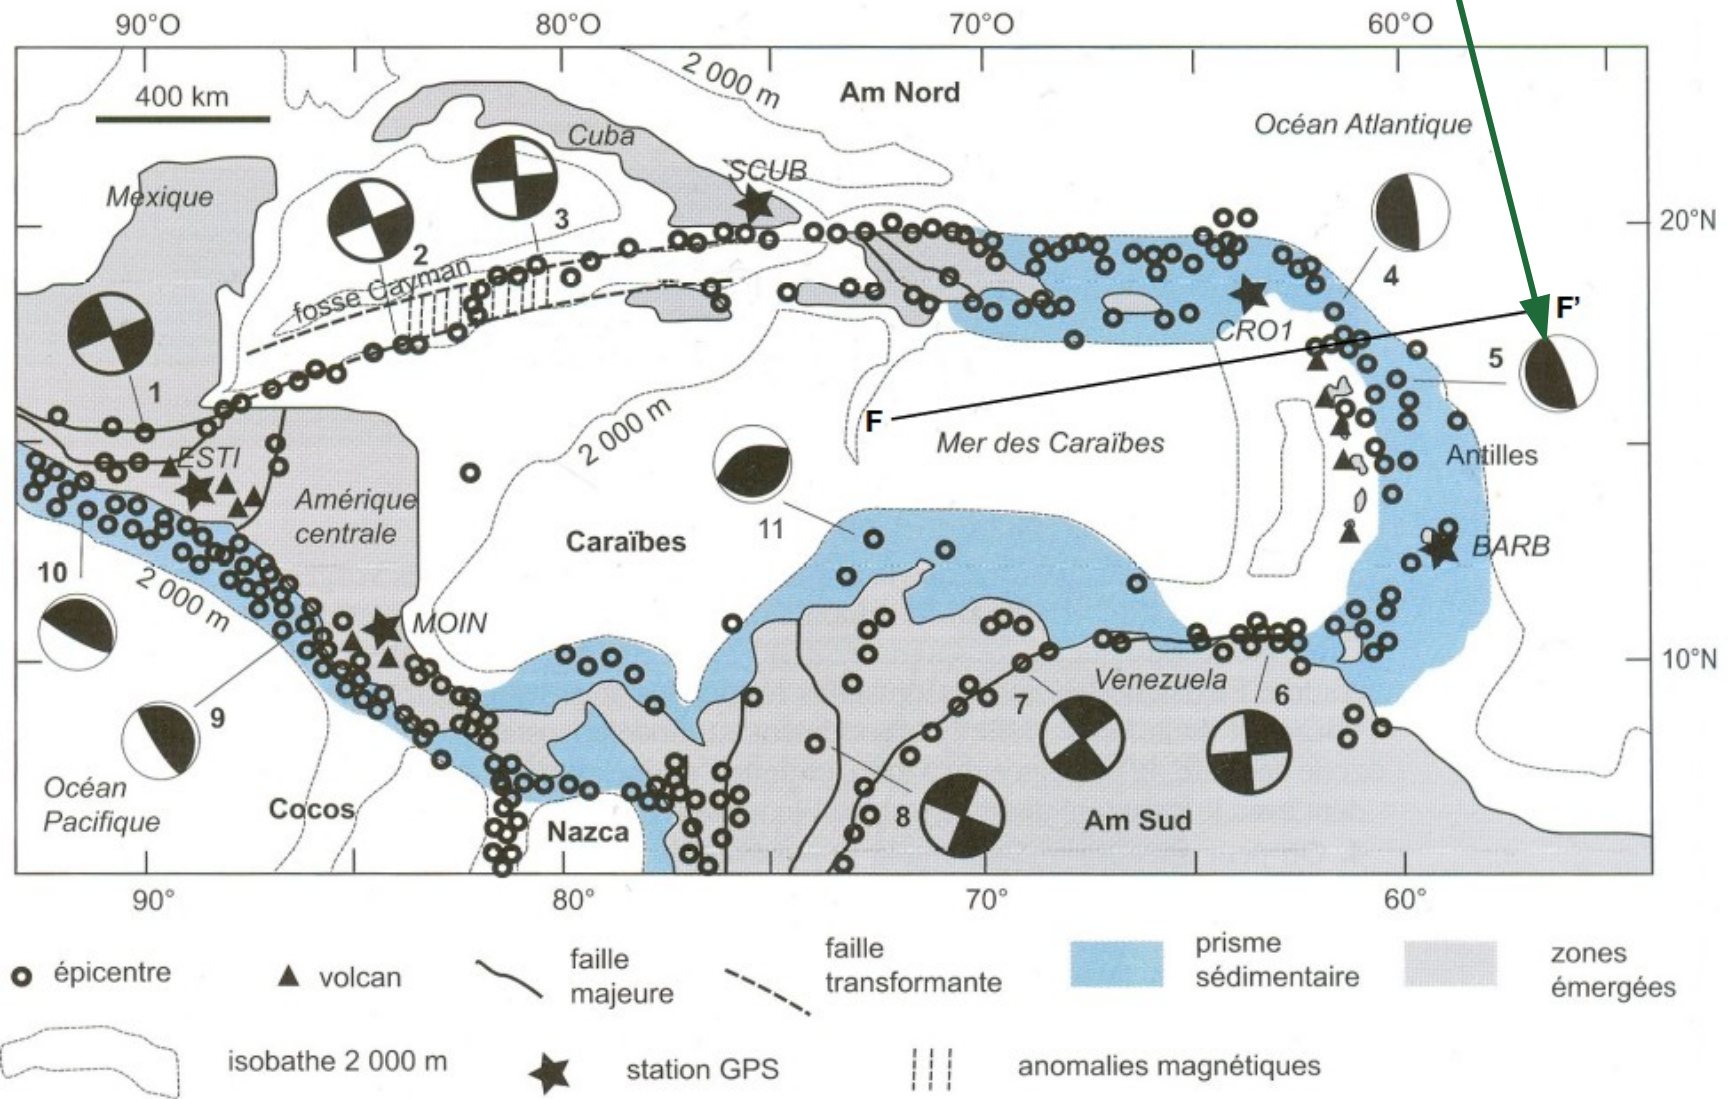 90°O
80°O
70°O
60°O
400 km
2 000 m
Am Nord
Océan Atlantique
Cuba
SCUB
Mexique
3
2
fosse Cayman
20°N
4
CRO1
F'
5
1
F
2 000 m
Mer des Caraïbes
Antilles
ESTI
Amérique
centrale
11
Caraïbes
BARB
10
2 000 m
MOIN
10°N
Venezuela
6
7
9
Océan
Pacifique
Cocos
Nazca
8
Am Sud
90°
80°
70°
60°
épicentre
volcan
faille
majeure
faille
transformante
prisme
sédimentaire
zones
émergées
isobathe 2 000 m
station GPS
anomalies magnétiques